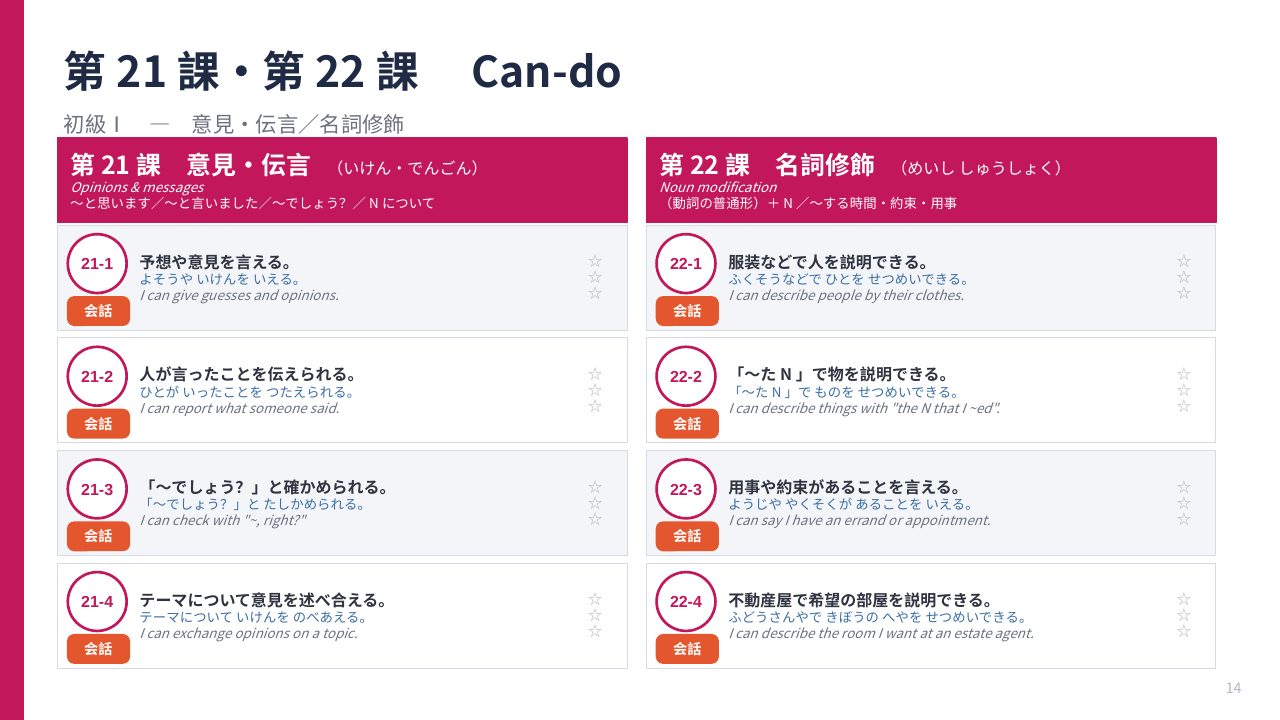 第 21 課・第 22 課　Can-do
初級 I　—　意見・伝言／名詞修飾
第 21 課　意見・伝言　（いけん・でんごん）
Opinions & messages
～と思います／～と言いました／～でしょう？／ N について
21-1
会話
予想や意見を言える。
よそうや いけんを いえる。
I can give guesses and opinions.
☆
☆
☆
21-2
会話
人が言ったことを伝えられる。
ひとが いったことを つたえられる。
I can report what someone said.
☆
☆
☆
21-3
会話
「～でしょう？」と確かめられる。
「～でしょう？」と たしかめられる。
I can check with "~, right?"
☆
☆
☆
21-4
会話
テーマについて意見を述べ合える。
テーマについて いけんを のべあえる。
I can exchange opinions on a topic.
☆
☆
☆
第 22 課　名詞修飾　（めいし しゅうしょく）
Noun modification
（動詞の普通形）＋ N ／～する時間・約束・用事
22-1
会話
服装などで人を説明できる。
ふくそうなどで ひとを せつめいできる。
I can describe people by their clothes.
☆
☆
☆
22-2
会話
「～た N 」で物を説明できる。
「～た N 」で ものを せつめいできる。
I can describe things with "the N that I ~ed".
☆
☆
☆
22-3
会話
用事や約束があることを言える。
ようじや やくそくが あることを いえる。
I can say I have an errand or appointment.
☆
☆
☆
22-4
会話
不動産屋で希望の部屋を説明できる。
ふどうさんやで きぼうの へやを せつめいできる。
I can describe the room I want at an estate agent.
☆
☆
☆
14